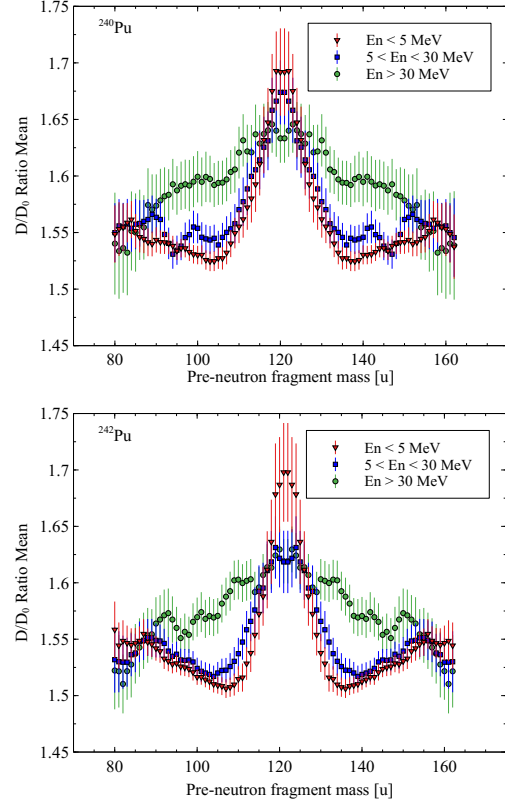 1.75
²⁴⁰Pu
En < 5 MeV
5 < En < 30 MeV
En > 30 MeV
1.7
1.65
1.6
1.55
1.5
1.45
D/D₀ Ratio Mean
80
100
120
140
160
Pre-neutron fragment mass [u]
²⁴²Pu
En < 5 MeV
5 < En < 30 MeV
En > 30 MeV
1.75
1.7
1.65
1.6
1.55
1.5
1.45
D/D₀ Ratio Mean
80
100
120
140
160
Pre-neutron fragment mass [u]